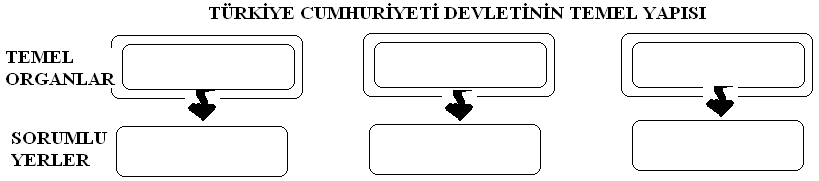 TÜRKİYE CUMHURİYETİ DEVLETİNİN TEMEL YAPISI
TEMEL
ORGANLAR
SORUMLU
YERLER